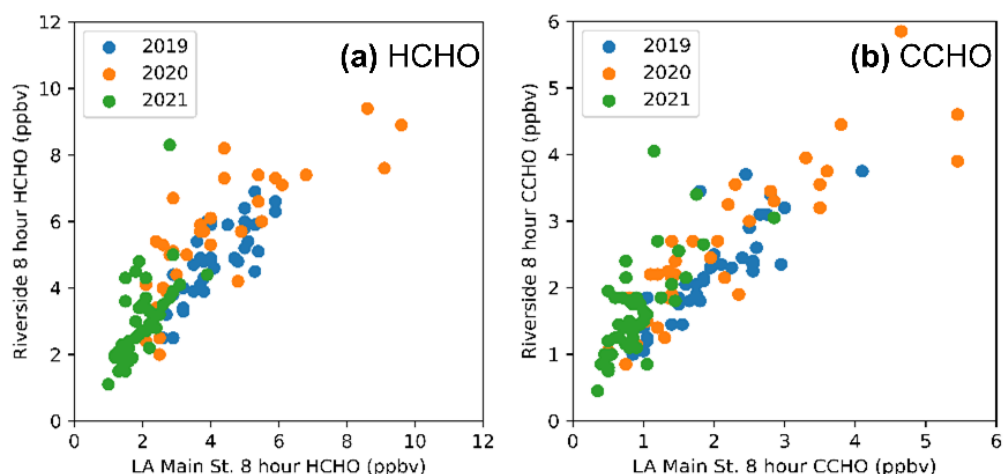 (a) HCHO
2019
2020
2021
Riverside 8 hour HCHO (ppbv)
12
10
8
6
4
2
0
0 2 4 6 8 10 12
LA Main St. 8 hour HCHO (ppbv)
(b) CCHO
2019
2020
2021
Riverside 8 hour CCHO (ppbv)
6
5
4
3
2
1
0
0 1 2 3 4 5 6
LA Main St. 8 hour CCHO (ppbv)